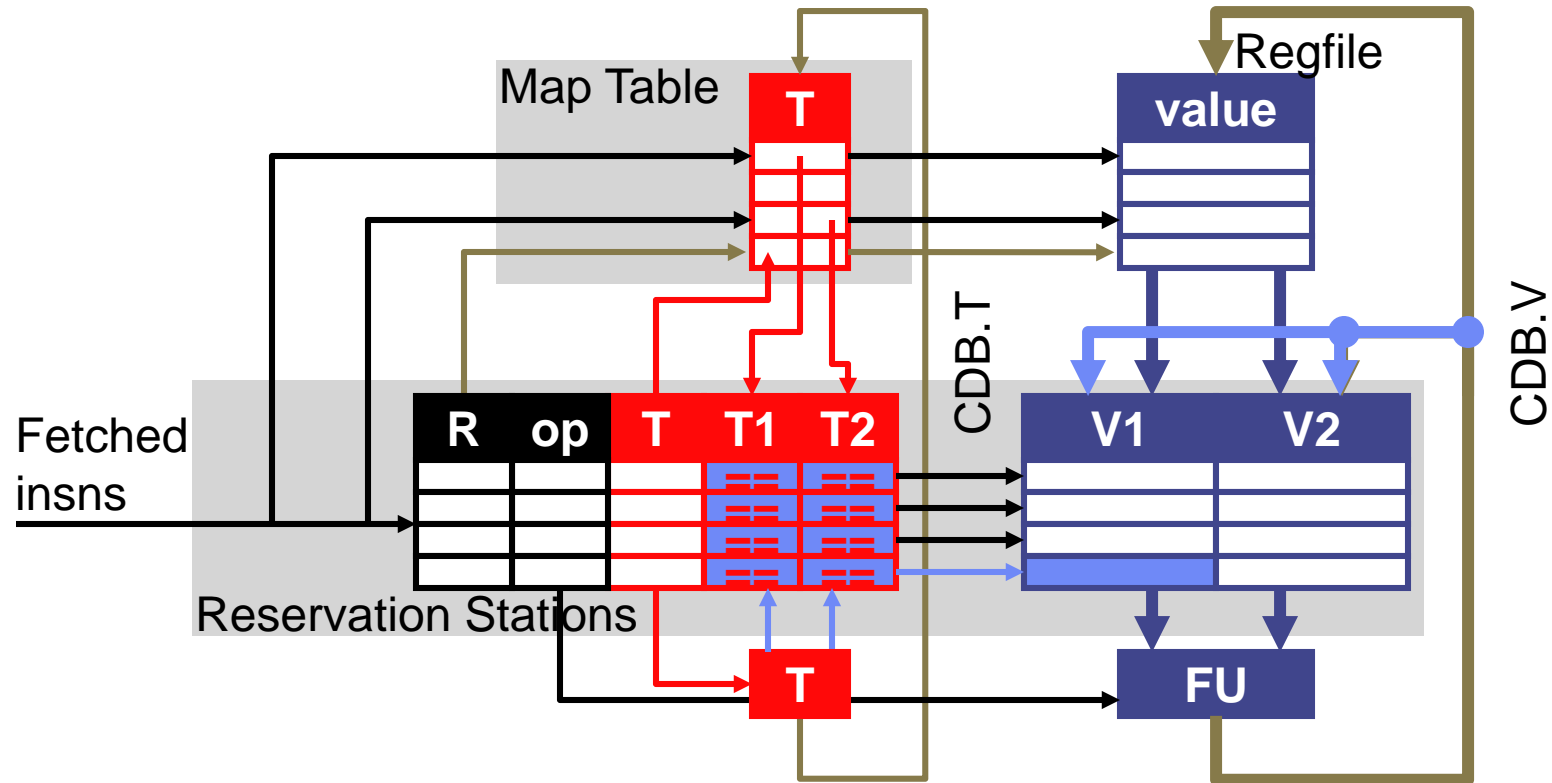 Regfile
Map Table
T
value
CDB.T
CDB.V
R op T T1 T2 V1 V2
Fetched
insns
== ==
== ==
== ==
== ==
Reservation Stations
T
FU